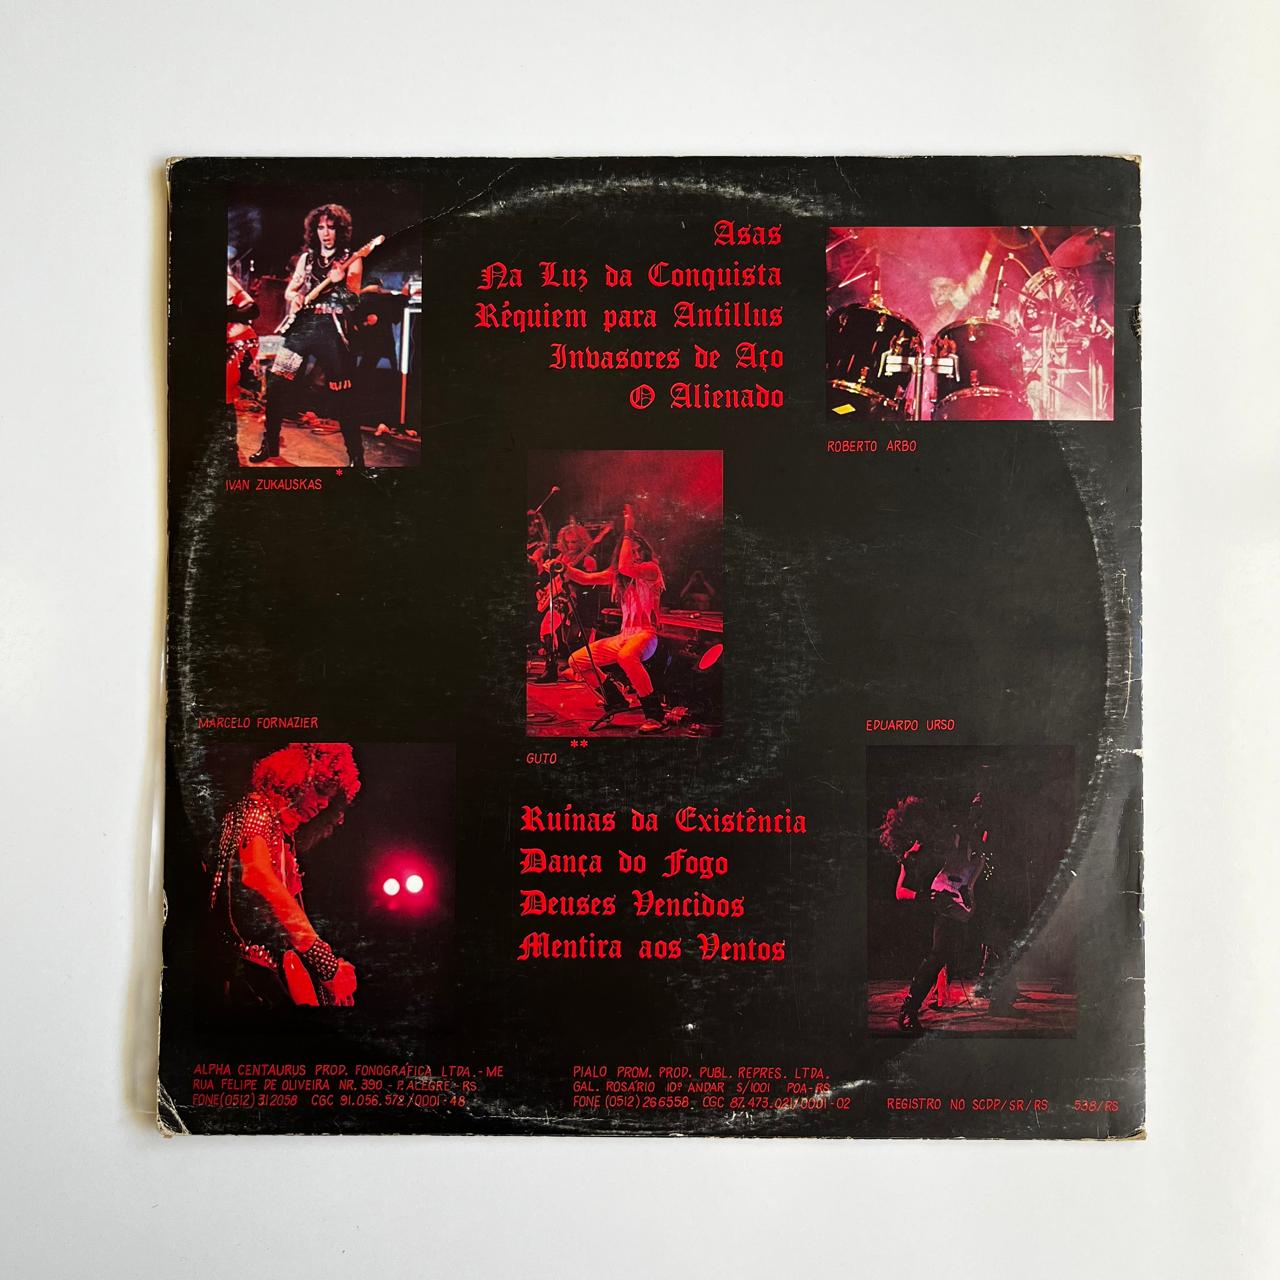 Asas
Na Luz da Conquista
Réquiem para Antillus
Invasores de Aço
O Alienado
IVAN ZUKAUSKAS *
ROBERTO ARBO
MARCELO FORNAZIER
GUTO **
EDUARDO URSO
Ruínas da Existência
Dança do Fogo
Deuses Vencidos
Mentira aos Ventos
ALPHA CENTAURUS PROD. FONOGRÁFICA LTDA.-ME
RUA FELIPE DE OLIVEIRA NR. 390 - P. ALEGRE - RS
FONE (0512) 312058 CGC 91.056.572/0001-48
PIALO PROM. PROD. PUBL. REPRES. LTDA.
GAL. ROSÁRIO 10º ANDAR S/1001 POA-RS
FONE (0512) 266558 CGC 87.473.021/0001-02
REGISTRO NO SCDP/SR/RS 538/RS